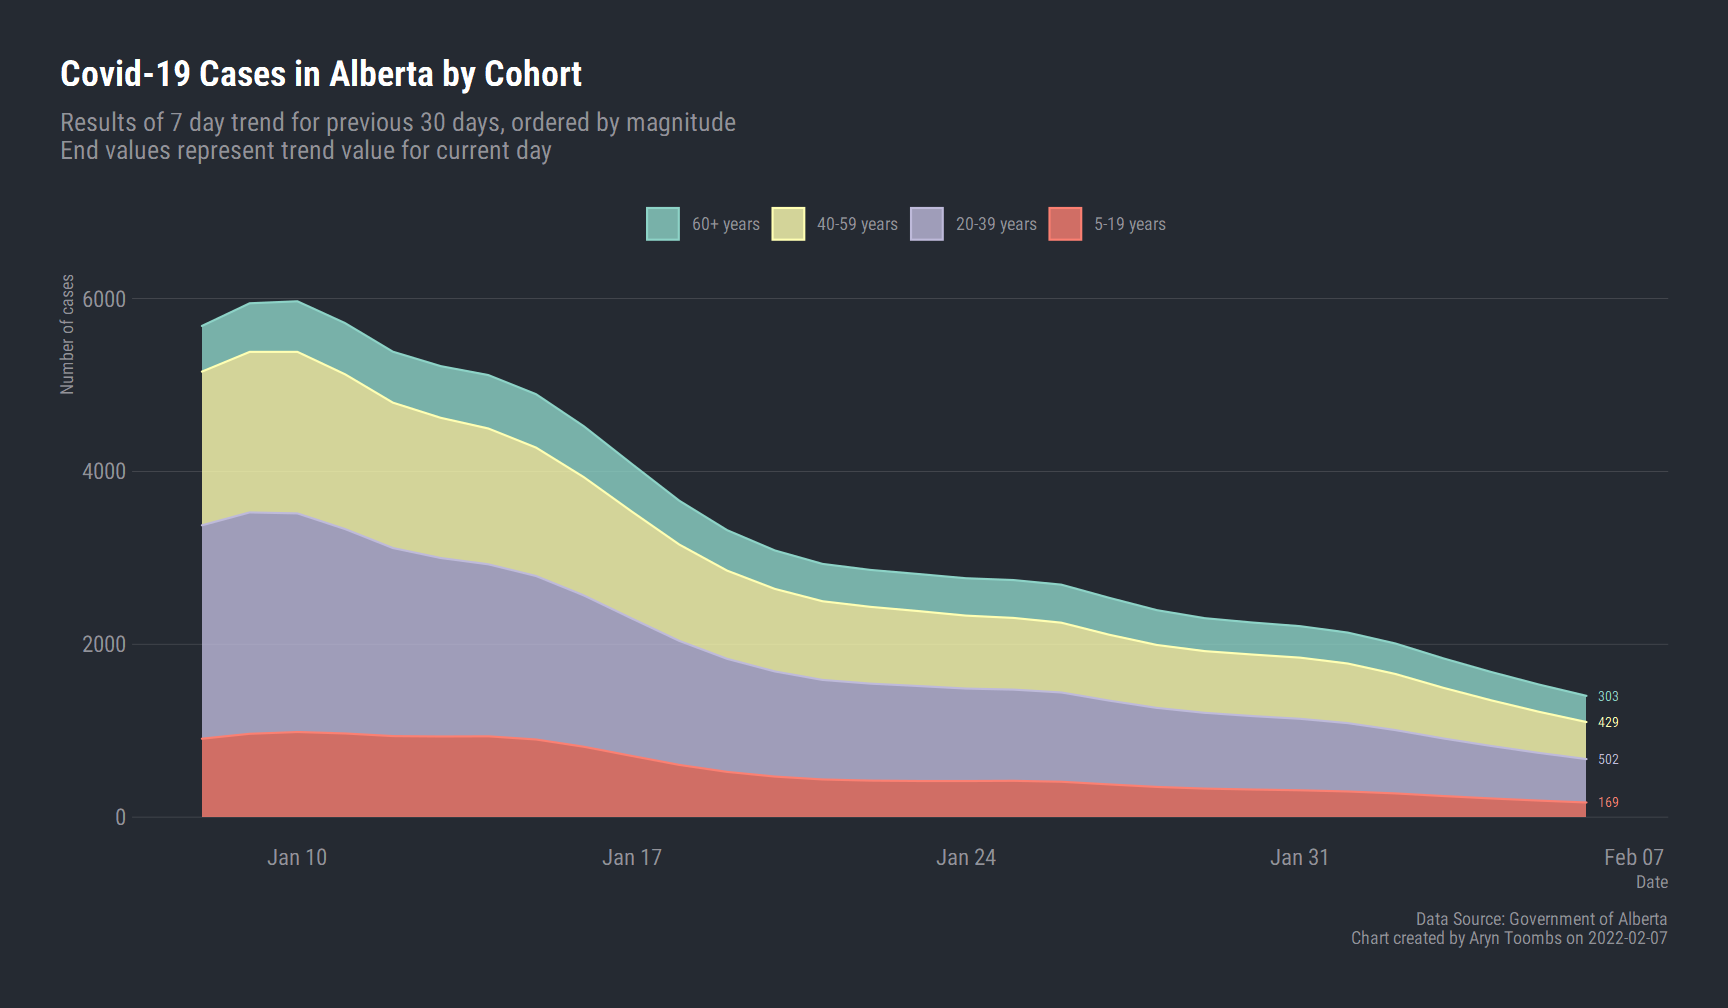 Covid-19 Cases in Alberta by Cohort
Results of 7 day trend for previous 30 days, ordered by magnitude
End values represent trend value for current day
60+ years 40-59 years 20-39 years 5-19 years
Number of cases
6000
4000
2000
0
303
429
502
169
Jan 10 Jan 17 Jan 24 Jan 31 Feb 07
Date
Data Source: Government of Alberta
Chart created by Aryn Toombs on 2022-02-07